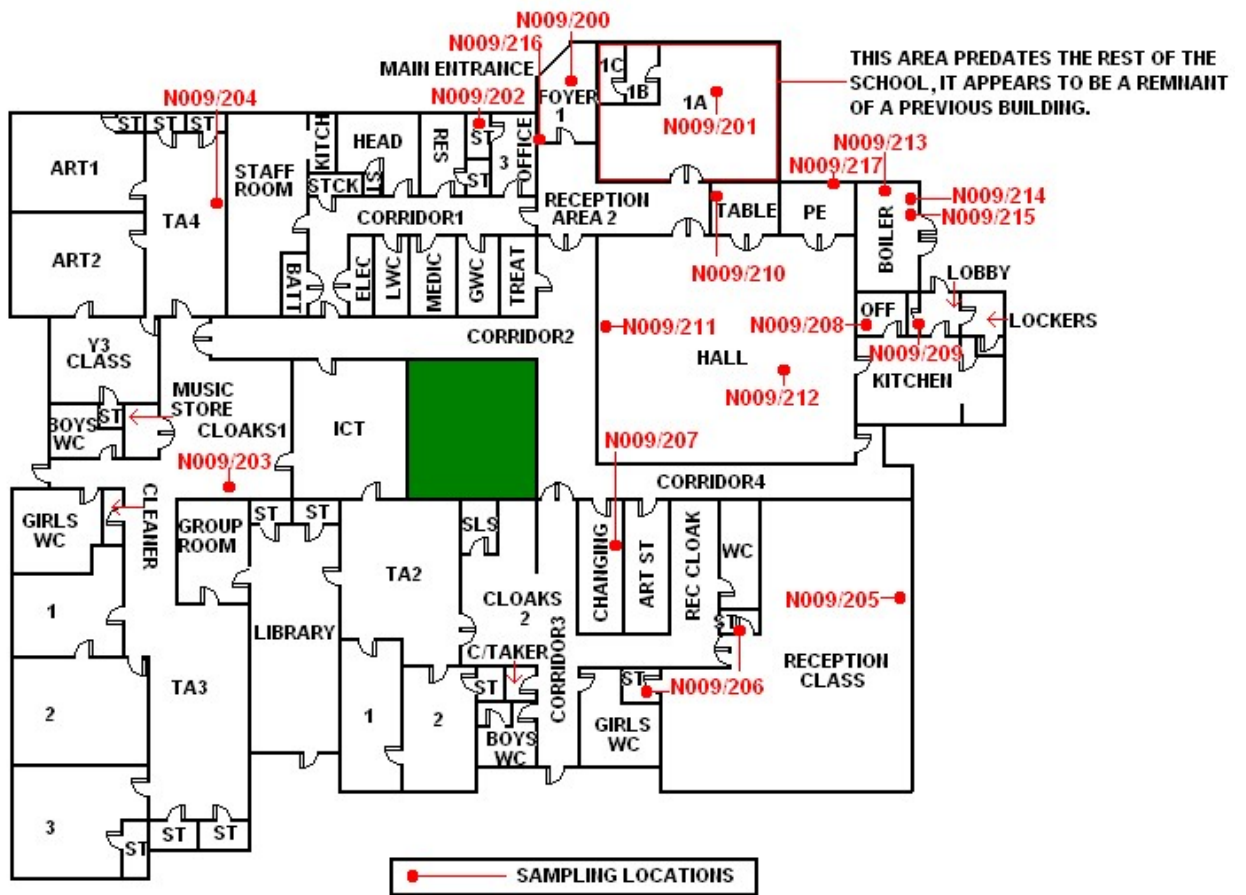 N009/200
N009/216
MAIN ENTRANCE
THIS AREA PREDATES THE REST OF THE
SCHOOL, IT APPEARS TO BE A REMNANT
OF A PREVIOUS BUILDING.
N009/204
N009/202
FOYER
1
1C
1B
1A
N009/201
ST
ST
ST
ART1
TA4
STAFF
ROOM
KITCH
HEAD
ST
STCK
RES
ST
ST
3
OFFICE
N009/217
N009/213
N009/214
N009/215
CORRIDOR1
RECEPTION
AREA 2
TABLE
PE
BOILER
ART2
BATT
ELEC
LWC
MEDIC
GWC
TREAT
N009/210
LOBBY
LOCKERS
Y3
CLASS
CORRIDOR2
N009/211
HALL
N009/208
OFF
N009/209
KITCHEN
N009/212
MUSIC
STORE
ST
BOYS
WC
CLOAKS1
ICT
N009/207
N009/203
CORRIDOR4
GIRLS
WC
CLEANER
GROUP
ROOM
ST
ST
SLS
CHANGING
ART ST
REC CLOAK
WC
TA2
CLOAKS
2
N009/205
1
LIBRARY
C/TAKER
CORRIDOR3
ST
RECEPTION
CLASS
2
TA3
1
2
ST
BOYS
WC
ST
N009/206
GIRLS
WC
3
ST
ST
ST
SAMPLING LOCATIONS